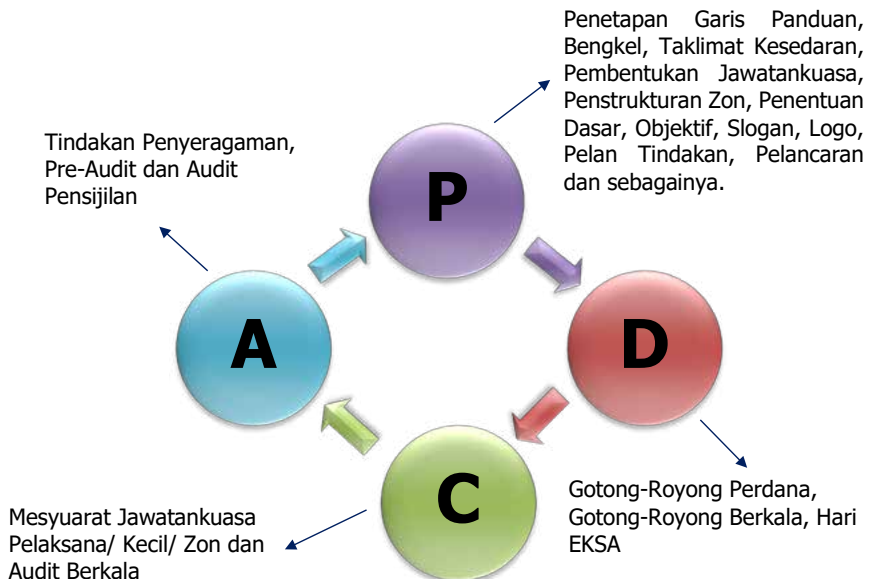 Penetapan Garis Panduan,
Bengkel, Taklimat Kesedaran,
Pembentukan Jawatankuasa,
Penstrukturan Zon, Penentuan
Dasar, Objektif, Slogan, Logo,
Pelan Tindakan, Pelancaran
dan sebagainya.
Tindakan Penyeragaman,
Pre-Audit dan Audit
Pensijilan
P
A
D
C
Gotong-Royong Perdana,
Gotong-Royong Berkala, Hari
EKSA
Mesyuarat Jawatankuasa
Pelaksana/ Kecil/ Zon dan
Audit Berkala